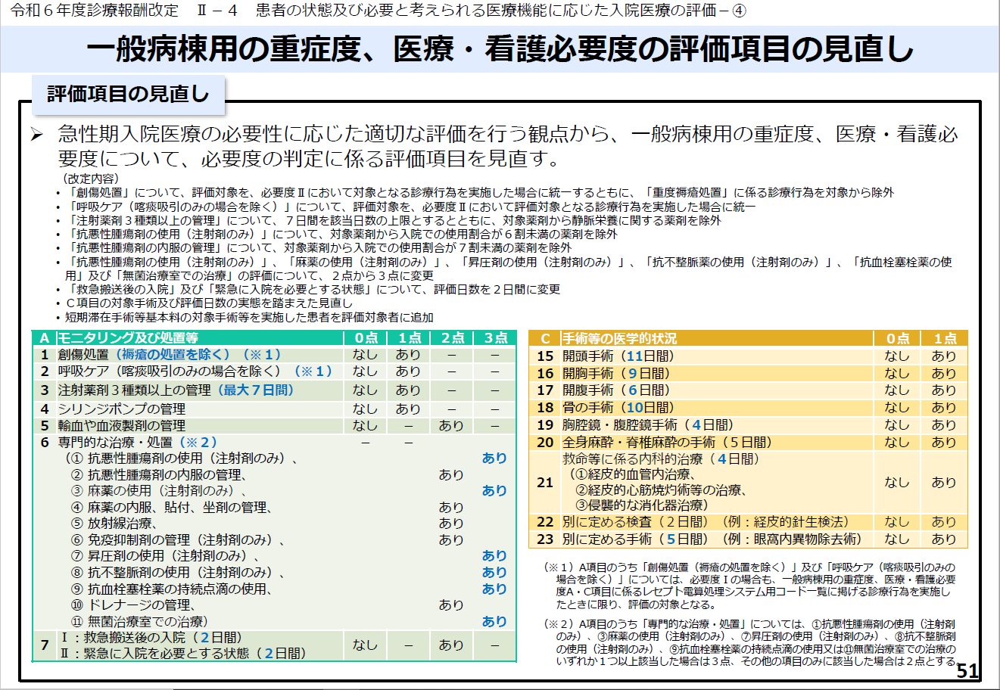 令和６年度診療報酬改定　Ⅱ－４　患者の状態及び必要と考えられる医療機能に応じた入院医療の評価－④
一般病棟用の重症度、医療・看護必要度の評価項目の見直し
評価項目の見直し
➢ 急性期入院医療の必要性に応じた適切な評価を行う観点から、一般病棟用の重症度、医療・看護必
要度について、必要度の判定に係る評価項目を見直す。
（改定内容）
• 「創傷処置」について、評価対象を、必要度Ⅱにおいて対象となる診療行為を実施した場合に統一するともに、「重度褥瘡処置」に係る診療行為を対象から除外
• 「呼吸ケア（喀痰吸引のみの場合を除く）」について、評価対象を、必要度Ⅱにおいて評価対象となる診療行為を実施した場合に統一
• 「注射薬剤３種類以上の管理」について、７日間を該当日数の上限とするとともに、対象薬剤から静脈栄養に関する薬剤を除外
• 「抗悪性腫瘍剤の使用（注射剤のみ）」について、対象薬剤から入院での使用割合が６割未満の薬剤を除外
• 「抗悪性腫瘍剤の内服の管理」について、対象薬剤から入院での使用割合が７割未満の薬剤を除外
• 「抗悪性腫瘍剤の使用（注射剤のみ）」、「麻薬の使用（注射剤のみ）」、「昇圧剤の使用（注射剤のみ）」、「抗不整脈薬の使用（注射剤のみ）」、「抗血栓塞栓薬の使
用」及び「無菌治療室での治療」の評価について、２点から３点に変更
• 「救急搬送後の入院」及び「緊急に入院を必要とする状態」について、評価日数を２日間に変更
• Ｃ項目の対象手術及び評価日数の実態を踏まえた見直し
• 短期滞在手術等基本料の対象手術等を実施した患者を評価対象者に追加
A モニタリング及び処置等 ０点 １点 ２点 ３点
1 創傷処置（褥瘡の処置を除く）（※１） なし あり － －
2 呼吸ケア（喀痰吸引のみの場合を除く）（※１） なし あり － －
3 注射薬剤３種類以上の管理（最大７日間） なし あり － －
4 シリンジポンプの管理 なし あり － －
5 輸血や血液製剤の管理 なし － あり －
6 専門的な治療・処置（※２） － －
（① 抗悪性腫瘍剤の使用（注射剤のみ）、 あり
② 抗悪性腫瘍剤の内服の管理、 あり
③ 麻薬の使用（注射剤のみ）、 あり
④ 麻薬の内服、貼付、坐剤の管理、 あり
⑤ 放射線治療、 あり
⑥ 免疫抑制剤の管理（注射剤のみ）、 あり
⑦ 昇圧剤の使用（注射剤のみ）、 あり
⑧ 抗不整脈剤の使用（注射剤のみ）、 あり
⑨ 抗血栓塞栓薬の持続点滴の使用、 あり
⑩ ドレナージの管理、 あり
⑪ 無菌治療室での治療） あり
7 Ⅰ：救急搬送後の入院（２日間） なし － あり －
Ⅱ：緊急に入院を必要とする状態（２日間）
C 手術等の医学的状況 ０点 １点
15 開頭手術（11日間） なし あり
16 開胸手術（９日間） なし あり
17 開腹手術（６日間） なし あり
18 骨の手術（10日間） なし あり
19 胸腔鏡・腹腔鏡手術（４日間） なし あり
20 全身麻酔・脊椎麻酔の手術（５日間） なし あり
21 救命等に係る内科的治療（４日間） なし あり
（①経皮的血管内治療、
②経皮的心筋焼灼術等の治療、
③侵襲的な消化器治療）
22 別に定める検査（２日間）（例：経皮的針生検法） なし あり
23 別に定める手術（５日間）（例：眼窩内異物除去術） なし あり
（※１）A項目のうち「創傷処置（褥瘡の処置を除く）」及び「呼吸ケア（喀痰吸引のみの
場合を除く）」については、必要度Ⅰの場合も、一般病棟用の重症度、医療・看護必要
度A・C項目に係るレセプト電算処理システム用コード一覧に掲げる診療行為を実施し
たときに限り、評価の対象となる。
（※２）A項目のうち「専門的な治療・処置」については、①抗悪性腫瘍剤の使用（注射剤
のみ）、③麻薬の使用（注射剤のみ）、⑦昇圧剤の使用（注射剤のみ）、⑧抗不整脈剤
の使用（注射剤のみ）、⑨抗血栓塞栓薬の持続点滴の使用又は⑪無菌治療室での治療の
いずれか１つ以上該当した場合は３点、その他の項目のみに該当した場合は２点とする。
51